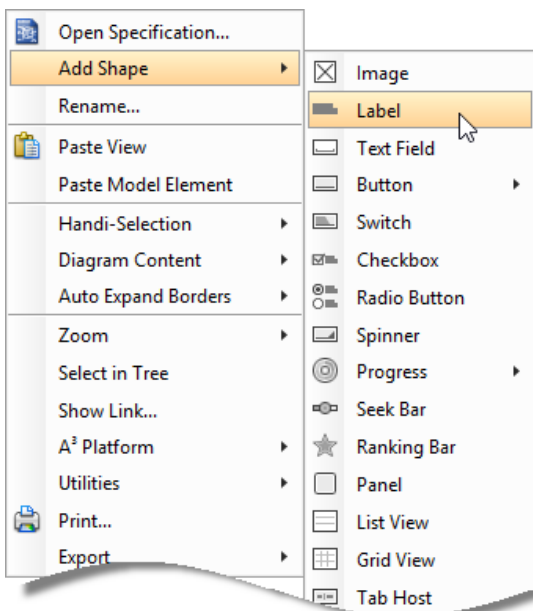 Open Specification...
Add Shape
Rename...
Paste View
Paste Model Element
Handi-Selection
Diagram Content
Auto Expand Borders
Zoom
Select in Tree
Show Link...
A³ Platform
Utilities
Print...
Export
Image
Label
Text Field
Button
Switch
Checkbox
Radio Button
Spinner
Progress
Seek Bar
Ranking Bar
Panel
List View
Grid View
Tab Host